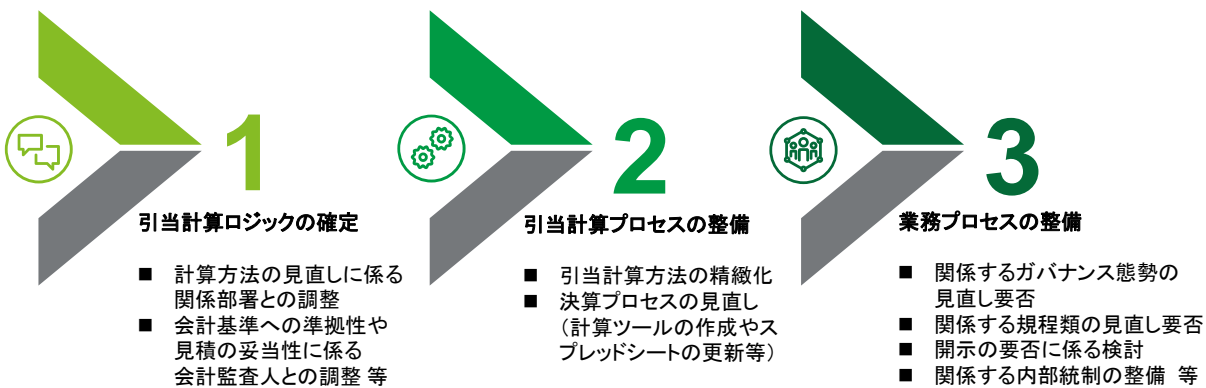 1
引当計算ロジックの確定
■ 計算方法の見直しに係る
関係部署との調整
■ 会計基準への準拠性や
見積の妥当性に係る
会計監査人との調整 等
2
引当計算プロセスの整備
■ 引当計算方法の精緻化
■ 決算プロセスの見直し
（計算ツールの作成やス
プレッドシートの更新等）
3
業務プロセスの整備
■ 関係するガバナンス態勢の
見直し要否
■ 関係する規程類の見直し要否
■ 開示の要否に係る検討
■ 関係する内部統制の整備 等